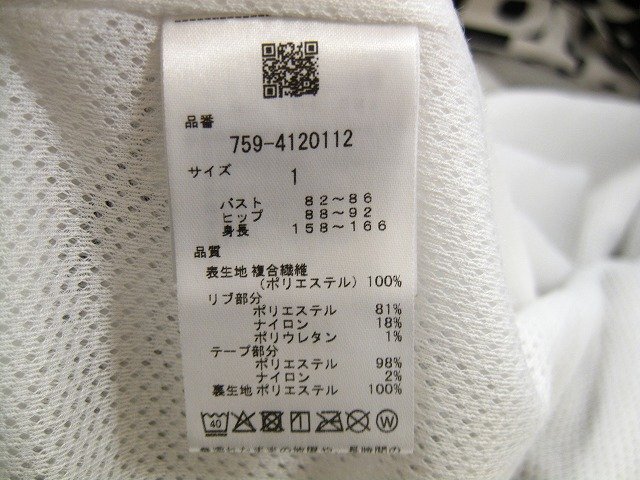 品番
759-4120112
サイズ
1
バスト 82~86
ヒップ 88~92
身長 158~166
品質
表生地 複合繊維
(ポリエステル) 100%
リブ部分
ポリエステル 81%
ナイロン 18%
ポリウレタン 1%
テープ部分
ポリエステル 98%
ナイロン 2%
裏生地 ポリエステル 100%
40
W